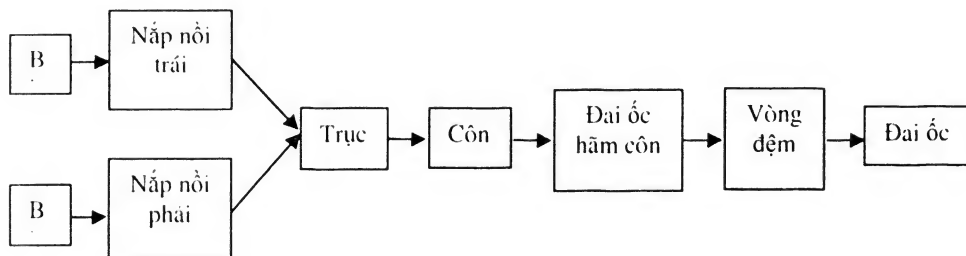 B
Nắp nồi
trái
Trục
Côn
Đai ốc
hãm côn
Vòng
đệm
Đai ốc
B
Nắp nồi
phải